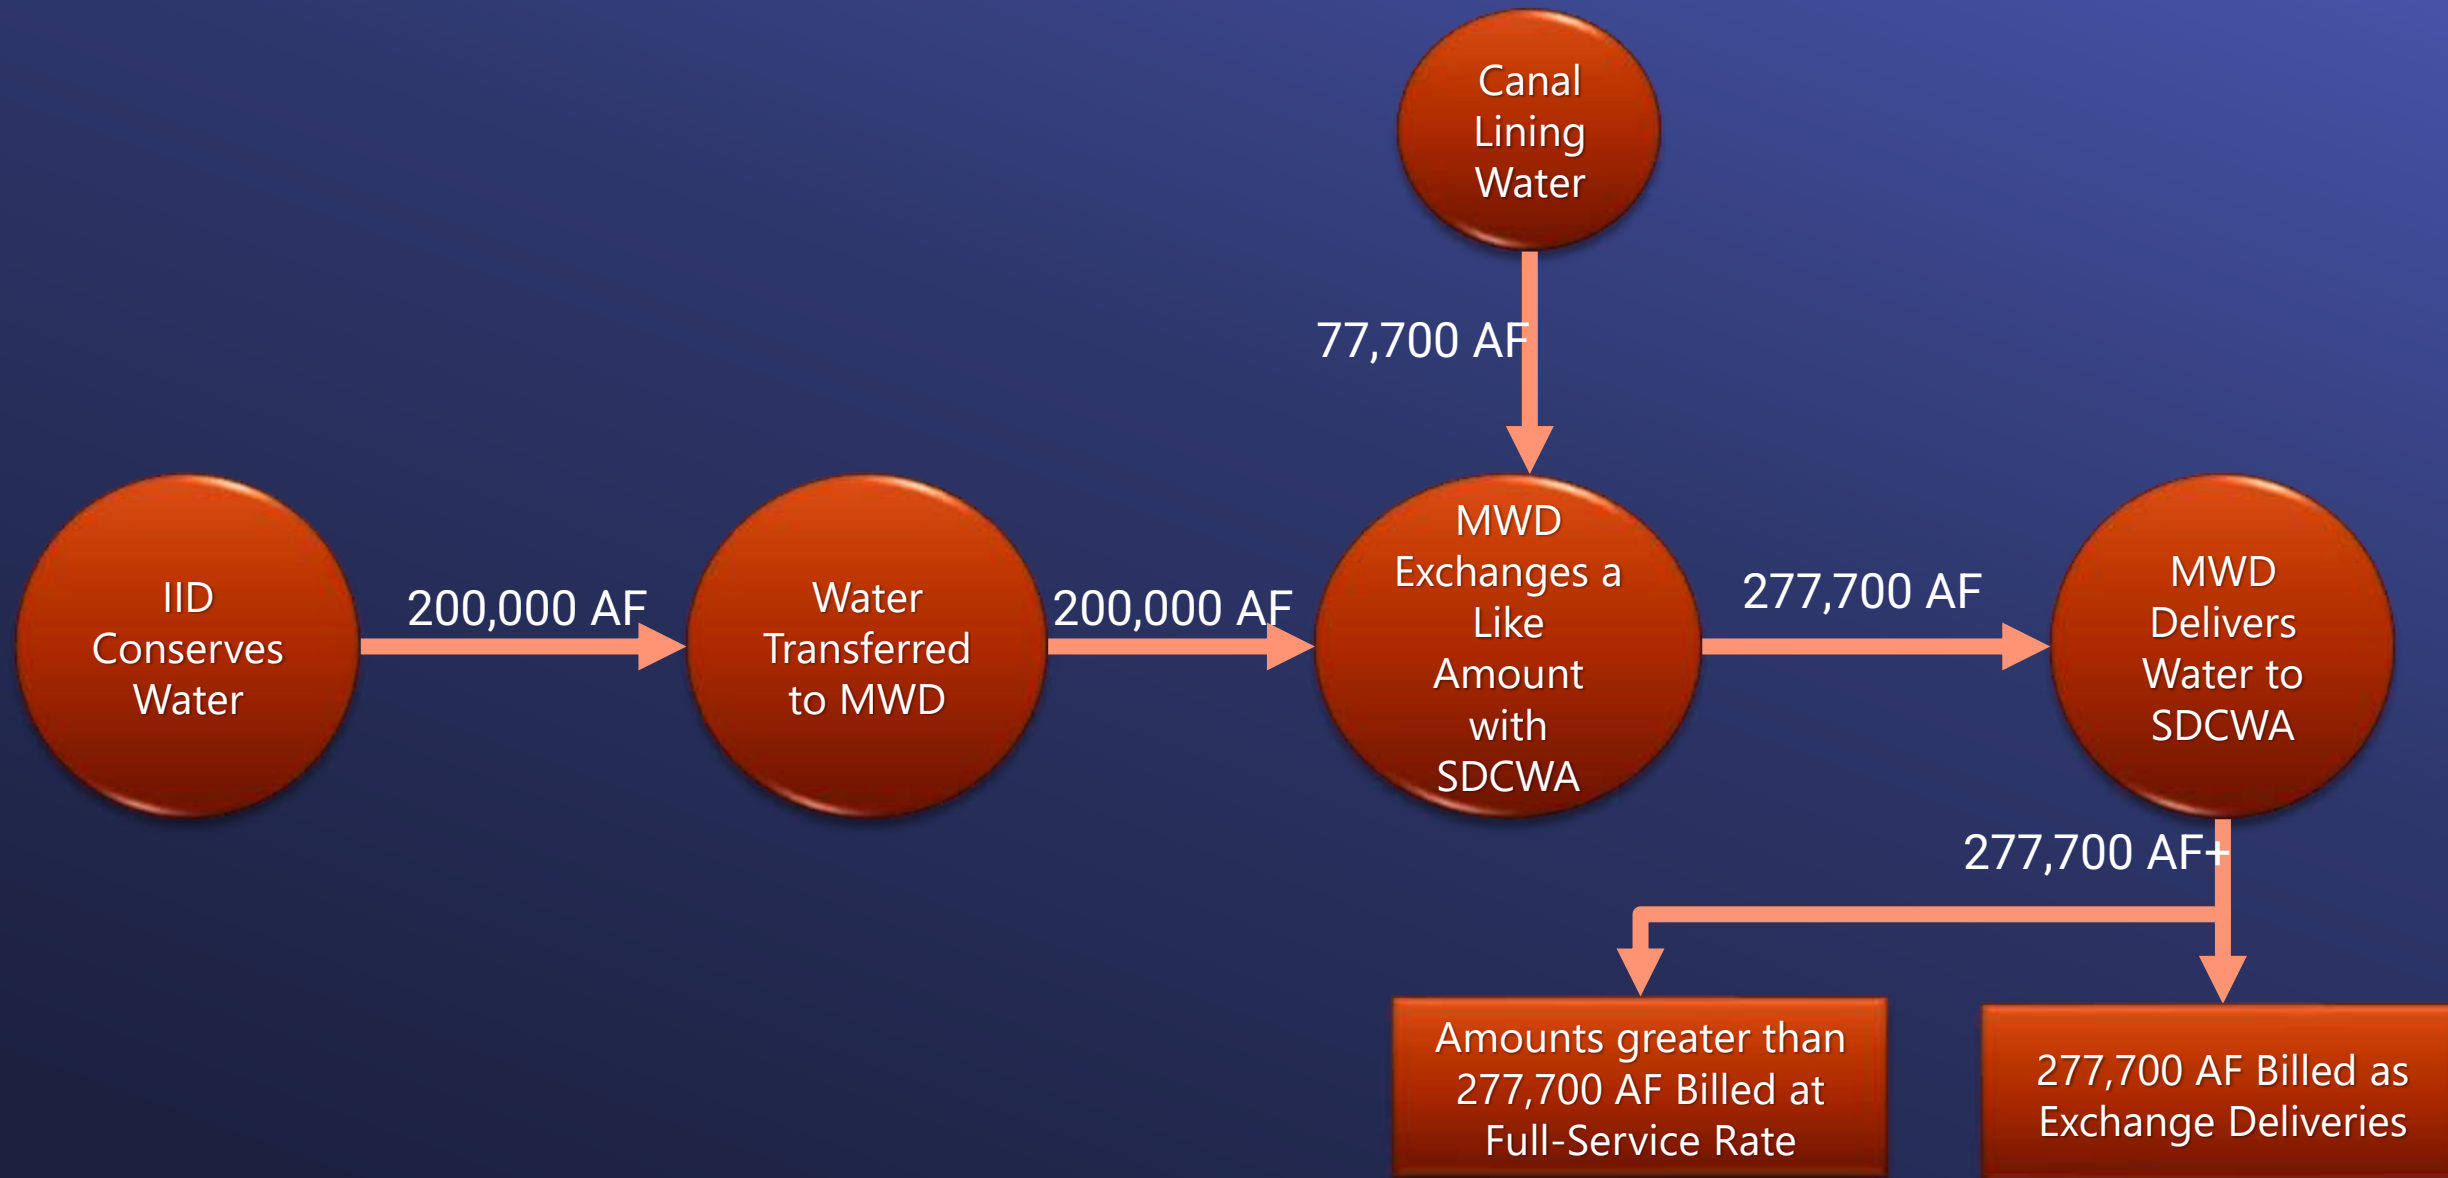 Canal
Lining
Water
77,700 AF
IID
Conserves
Water
200,000 AF
Water
Transferred
to MWD
200,000 AF
MWD
Exchanges a
Like
Amount
with
SDCWA
277,700 AF
MWD
Delivers
Water to
SDCWA
277,700 AF+
Amounts greater than
277,700 AF Billed at
Full-Service Rate
277,700 AF Billed as
Exchange Deliveries